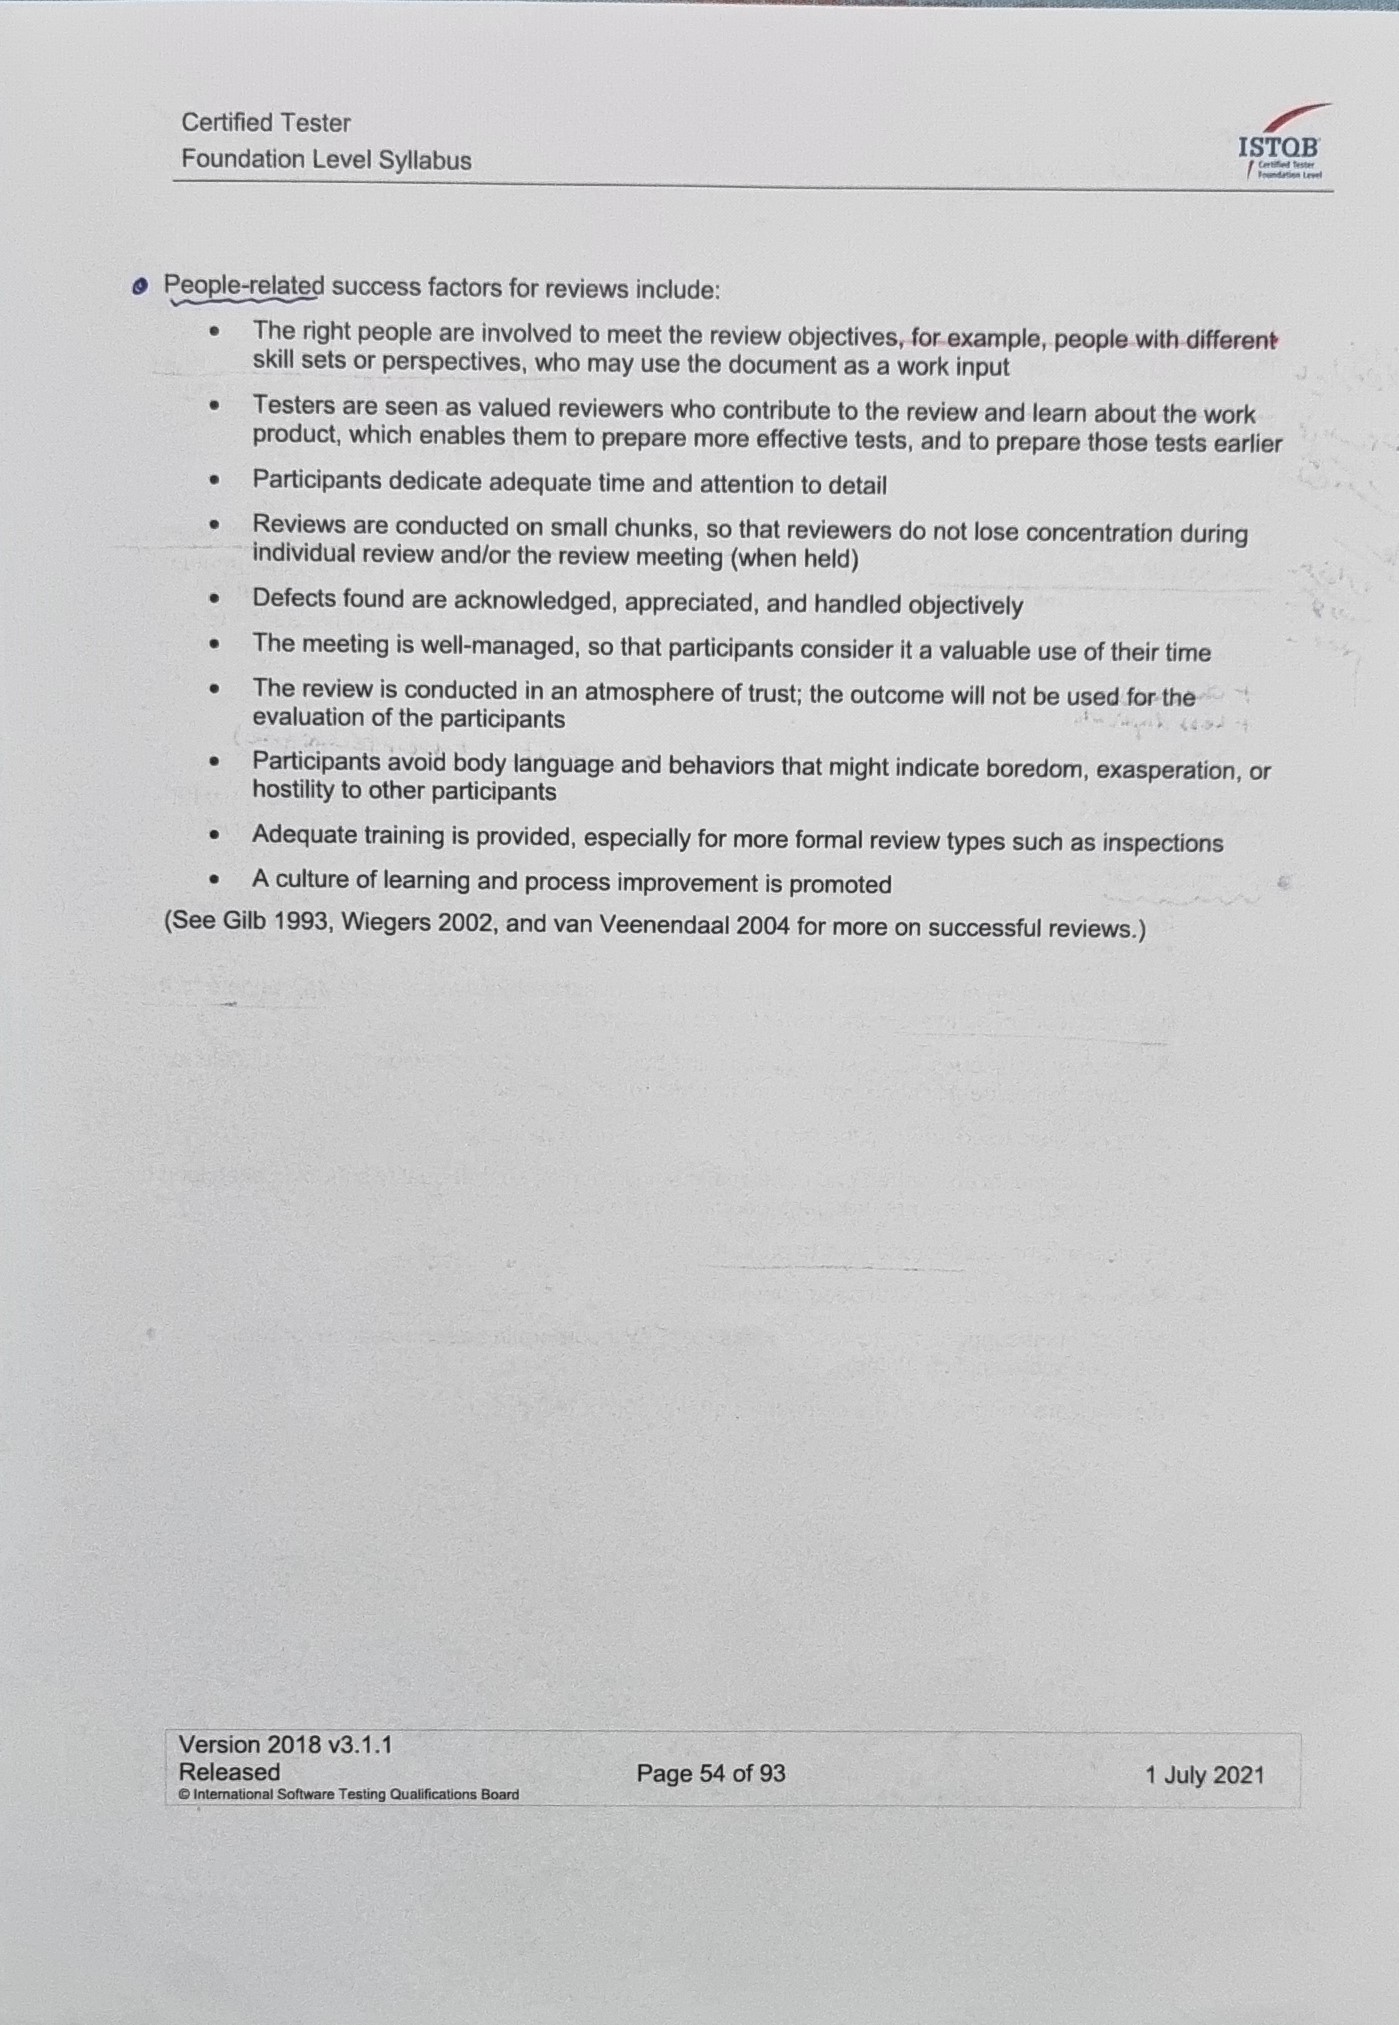 Certified Tester
Foundation Level Syllabus
ISTQB
Certified Tester
Foundation Level
People-related success factors for reviews include:
• The right people are involved to meet the review objectives, for example, people with different
skill sets or perspectives, who may use the document as a work input
• Testers are seen as valued reviewers who contribute to the review and learn about the work
product, which enables them to prepare more effective tests, and to prepare those tests earlier
• Participants dedicate adequate time and attention to detail
• Reviews are conducted on small chunks, so that reviewers do not lose concentration during
individual review and/or the review meeting (when held)
• Defects found are acknowledged, appreciated, and handled objectively
• The meeting is well-managed, so that participants consider it a valuable use of their time
• The review is conducted in an atmosphere of trust; the outcome will not be used for the
evaluation of the participants
• Participants avoid body language and behaviors that might indicate boredom, exasperation, or
hostility to other participants
• Adequate training is provided, especially for more formal review types such as inspections
• A culture of learning and process improvement is promoted
(See Gilb 1993, Wiegers 2002, and van Veenendaal 2004 for more on successful reviews.)
Version 2018 v3.1.1
Released
© International Software Testing Qualifications Board
Page 54 of 93
1 July 2021